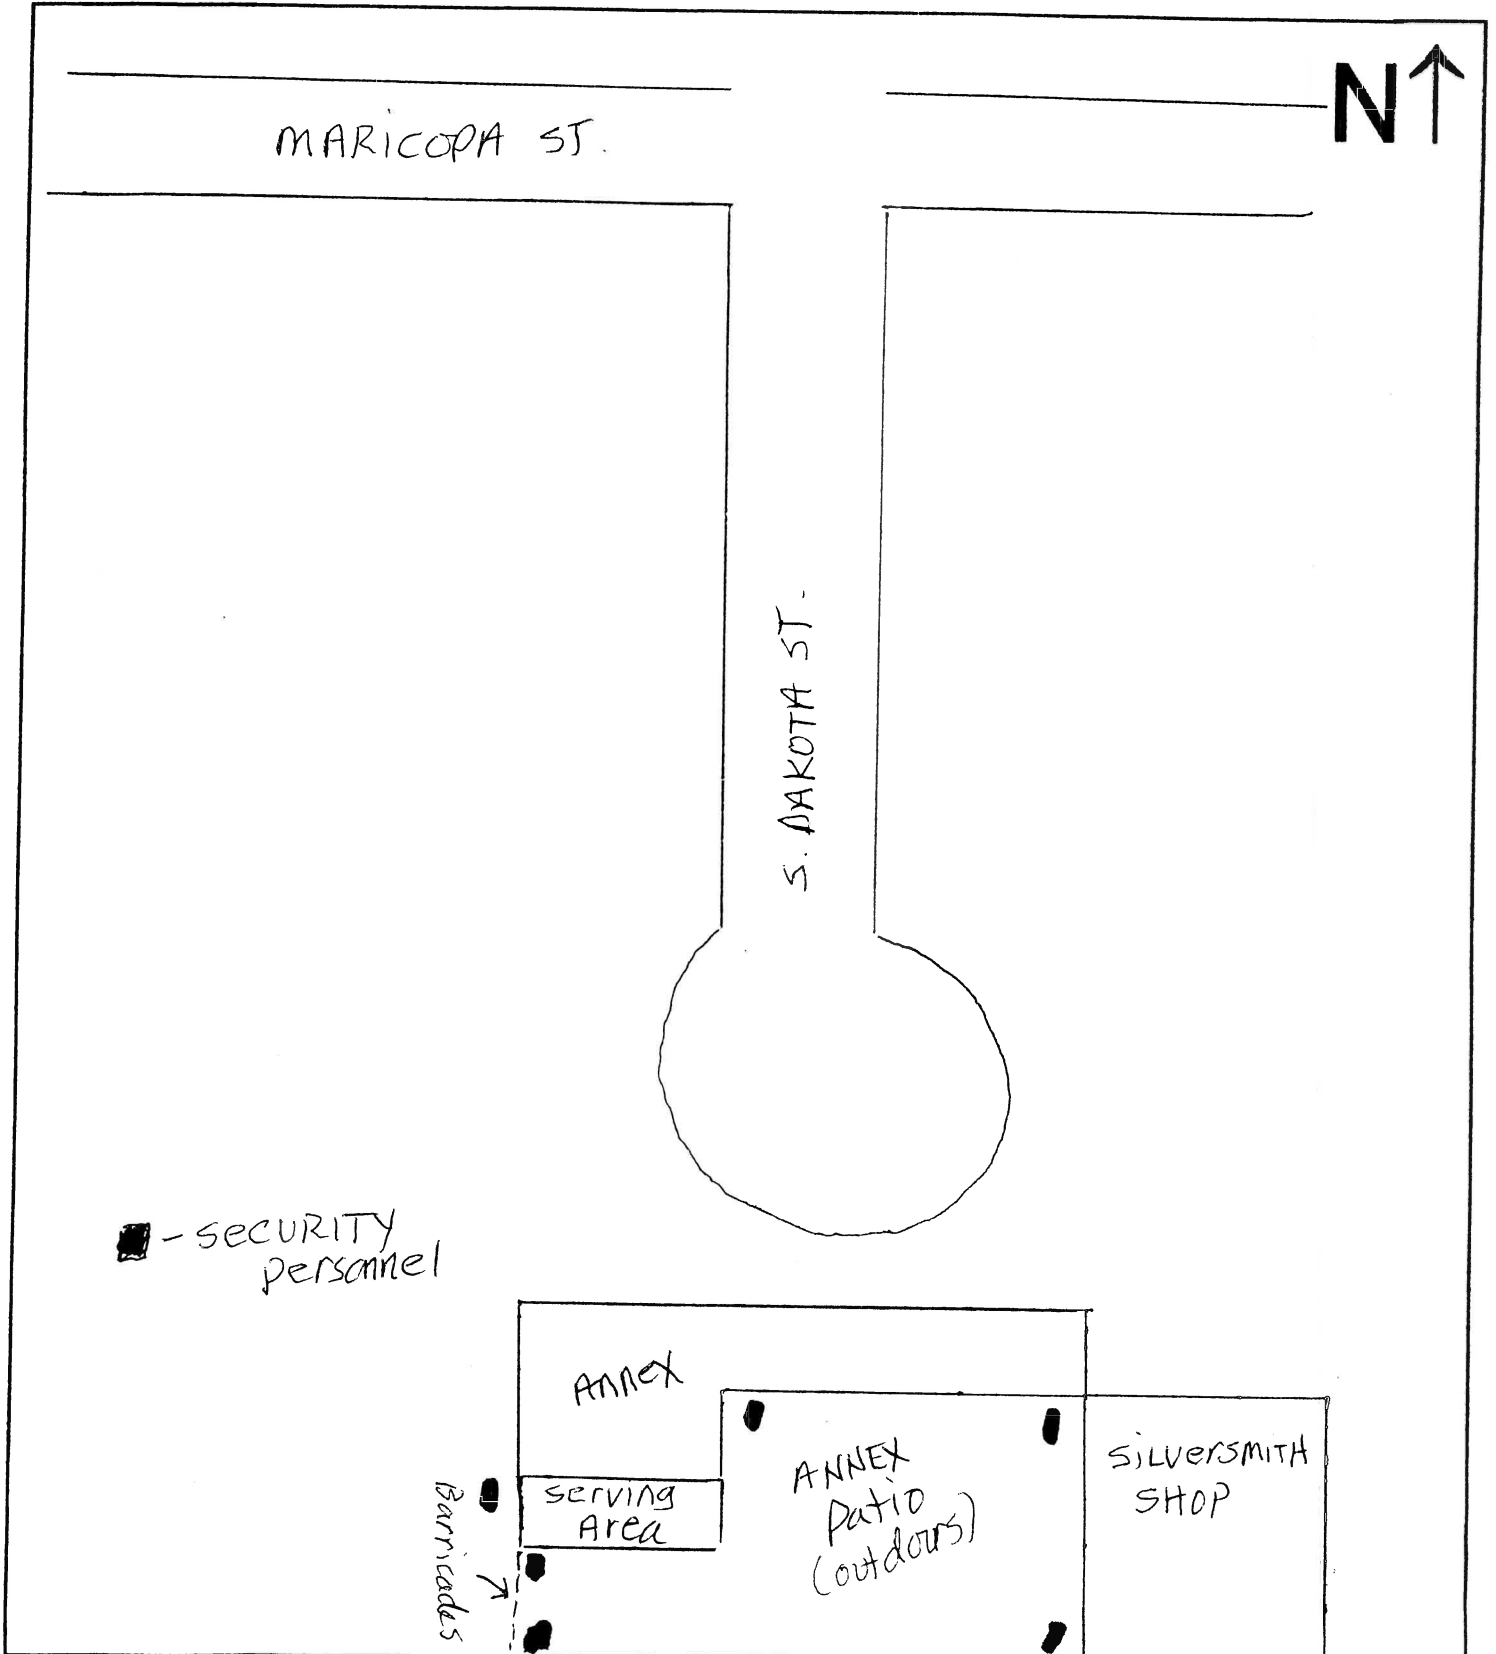 N
MARICOPA ST.
S. DAKOTA ST.
- SECURITY
personnel
ANNEX
SILVERSMITH
SHOP
ANNEX
Patio
(outdoors)
Serving
Area
Barricades